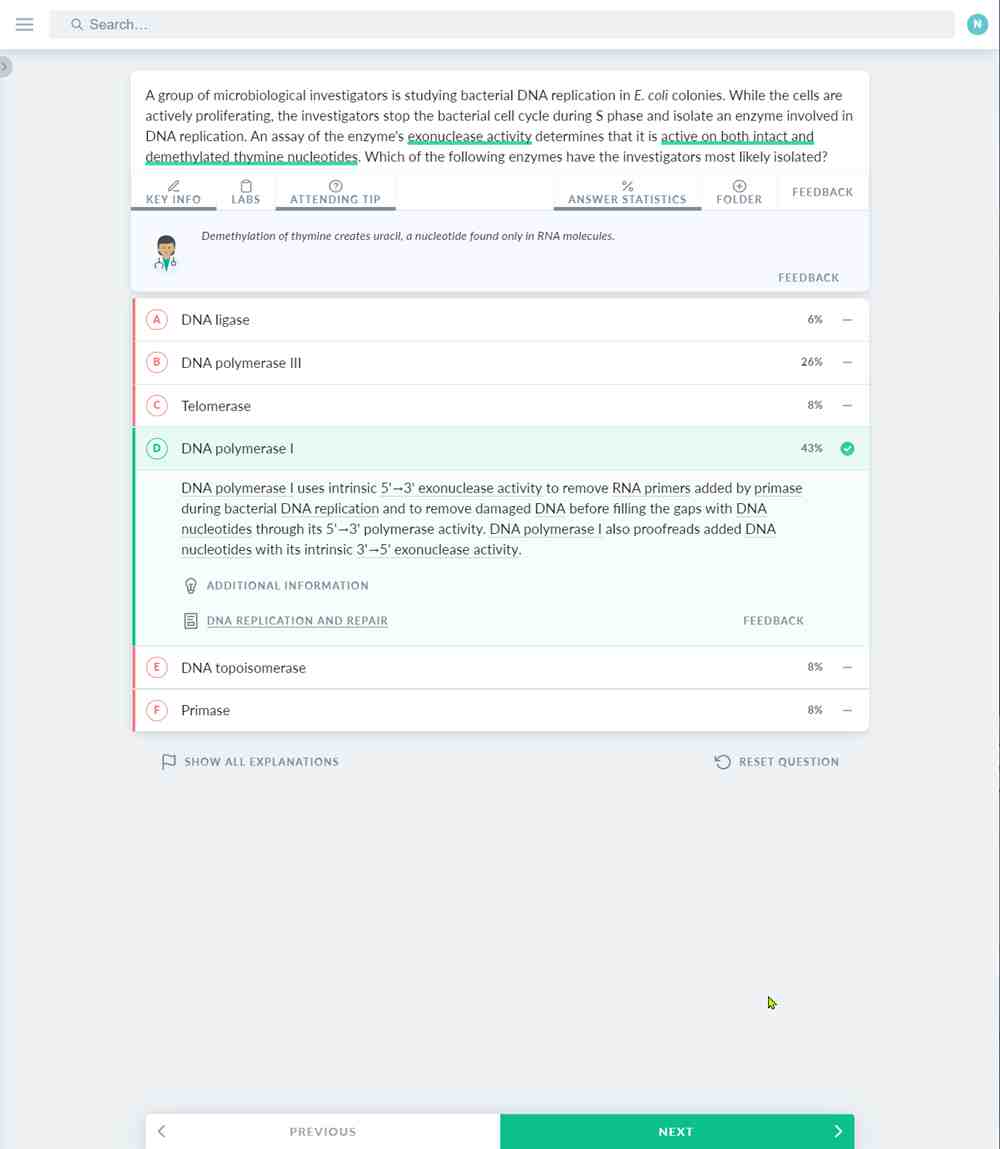 Search...
N
A group of microbiological investigators is studying bacterial DNA replication in E. coli colonies. While the cells are
actively proliferating, the investigators stop the bacterial cell cycle during S phase and isolate an enzyme involved in
DNA replication. An assay of the enzyme's exonuclease activity determines that it is active on both intact and
demethylated thymine nucleotides. Which of the following enzymes have the investigators most likely isolated?
KEY INFO LABS ATTENDING TIP % ANSWER STATISTICS FOLDER FEEDBACK
Demethylation of thymine creates uracil, a nucleotide found only in RNA molecules.
FEEDBACK
A DNA ligase 6% –
B DNA polymerase III 26% –
C Telomerase 8% –
D DNA polymerase I 43%
DNA polymerase I uses intrinsic 5'→3' exonuclease activity to remove RNA primers added by primase
during bacterial DNA replication and to remove damaged DNA before filling the gaps with DNA
nucleotides through its 5'→3' polymerase activity. DNA polymerase I also proofreads added DNA
nucleotides with its intrinsic 3'→5' exonuclease activity.
ADDITIONAL INFORMATION
DNA REPLICATION AND REPAIR FEEDBACK
E DNA topoisomerase 8% –
F Primase 8% –
SHOW ALL EXPLANATIONS RESET QUESTION
PREVIOUS NEXT